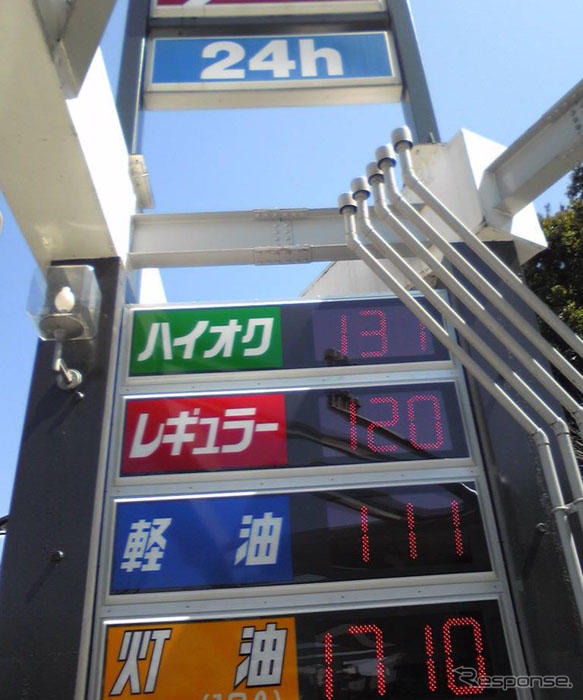 24h
ハイオク 131
レギュラー 120
軽油 111
灯油 1710
Response.